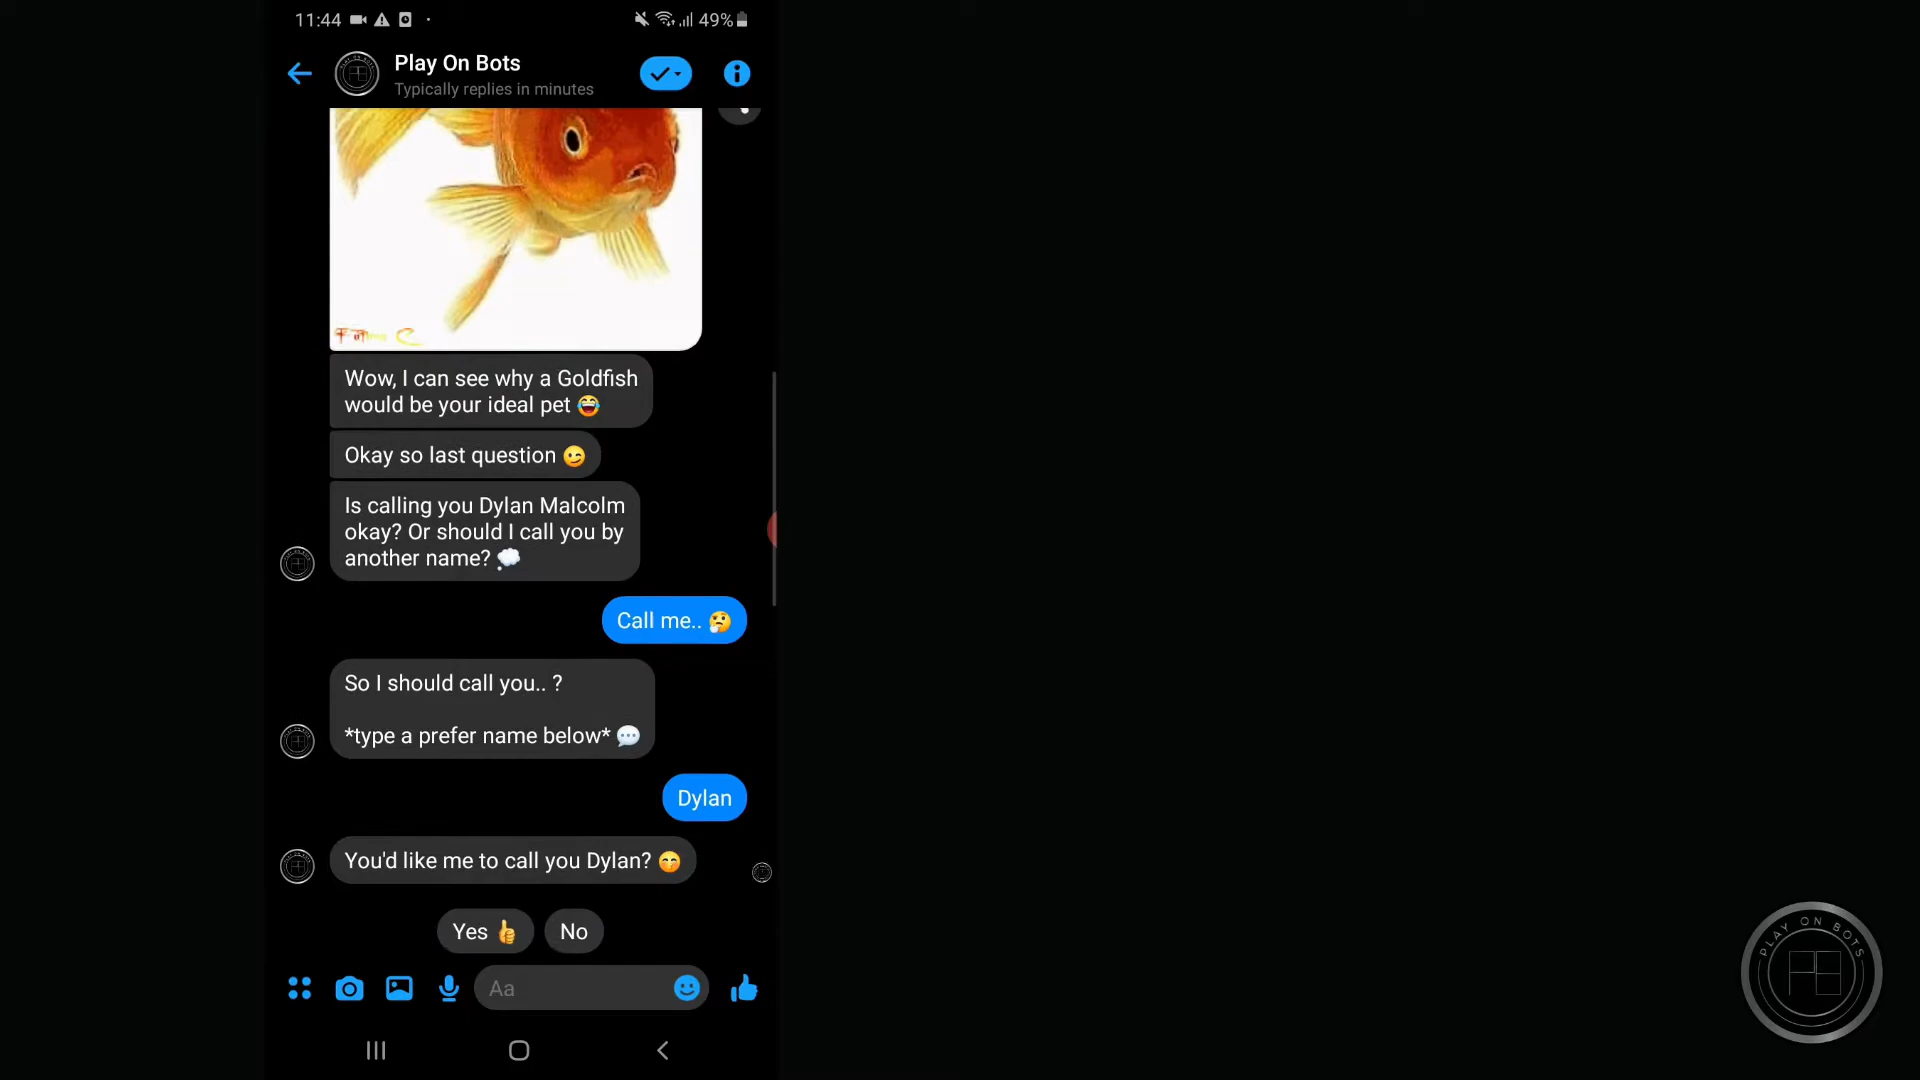 11:44
49%
Play On Bots
Typically replies in minutes
Wow, I can see why a Goldfish
would be your ideal pet 😂
Okay so last question 😉
Is calling you Dylan Malcolm
okay? Or should I call you by
another name? 💭
Call me.. 🤔
So I should call you.. ?
*type a prefer name below* 💬
Dylan
You'd like me to call you Dylan? 😊
Yes 👍
No
Aa
PLAY ON BOTS